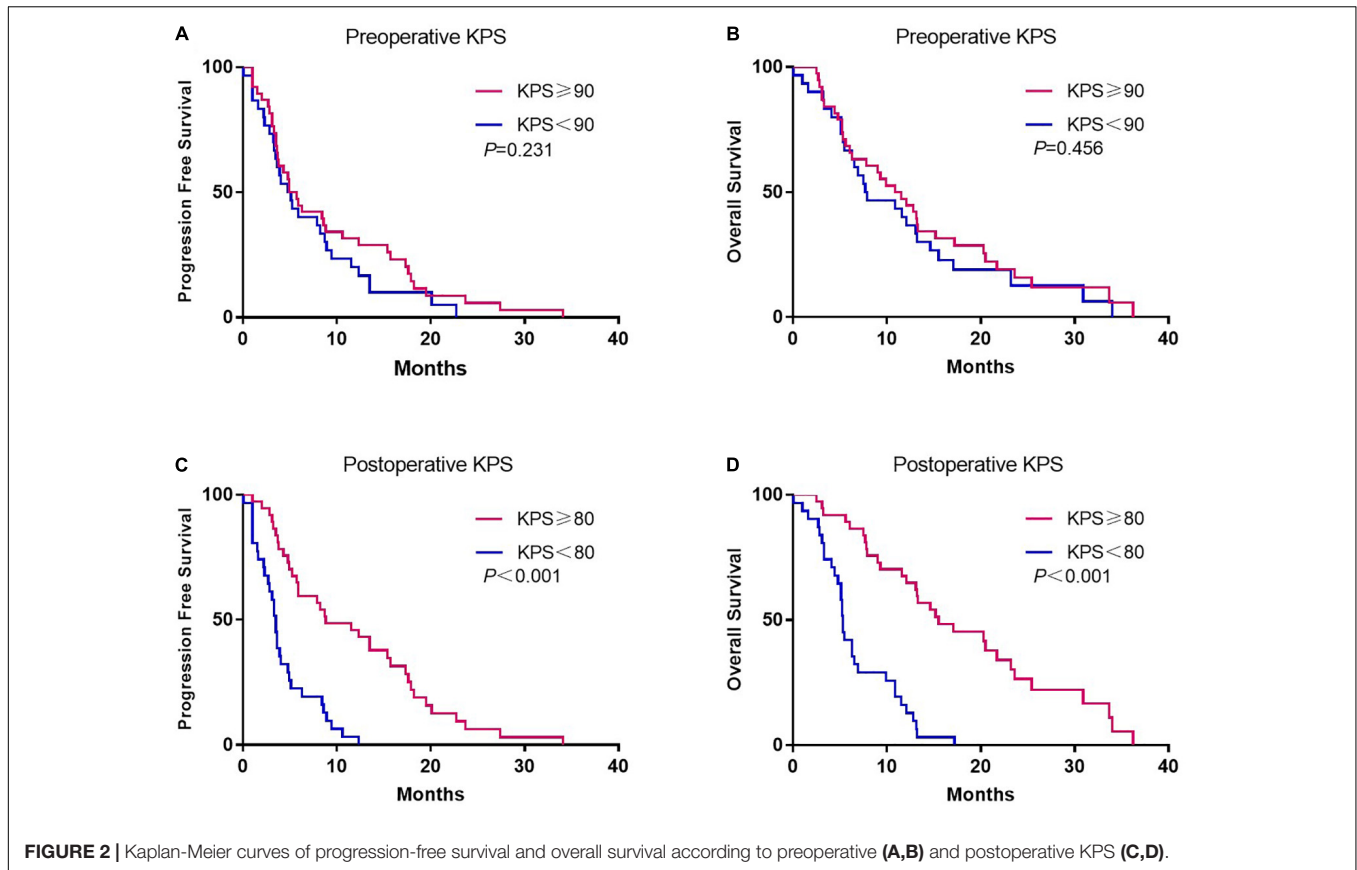 A
Preoperative KPS
Progression Free Survival
100
50
0
KPS≥90
KPS<90
P=0.231
0 10 20 30 40
Months
B
Preoperative KPS
Overall Survival
100
50
0
KPS≥90
KPS<90
P=0.456
0 10 20 30 40
Months
C
Postoperative KPS
Progression Free Survival
100
50
0
KPS≥80
KPS<80
P<0.001
0 10 20 30 40
Months
D
Postoperative KPS
Overall Survival
100
50
0
KPS≥80
KPS<80
P<0.001
0 10 20 30 40
Months
FIGURE 2 | Kaplan-Meier curves of progression-free survival and overall survival according to preoperative (A,B) and postoperative KPS (C,D).